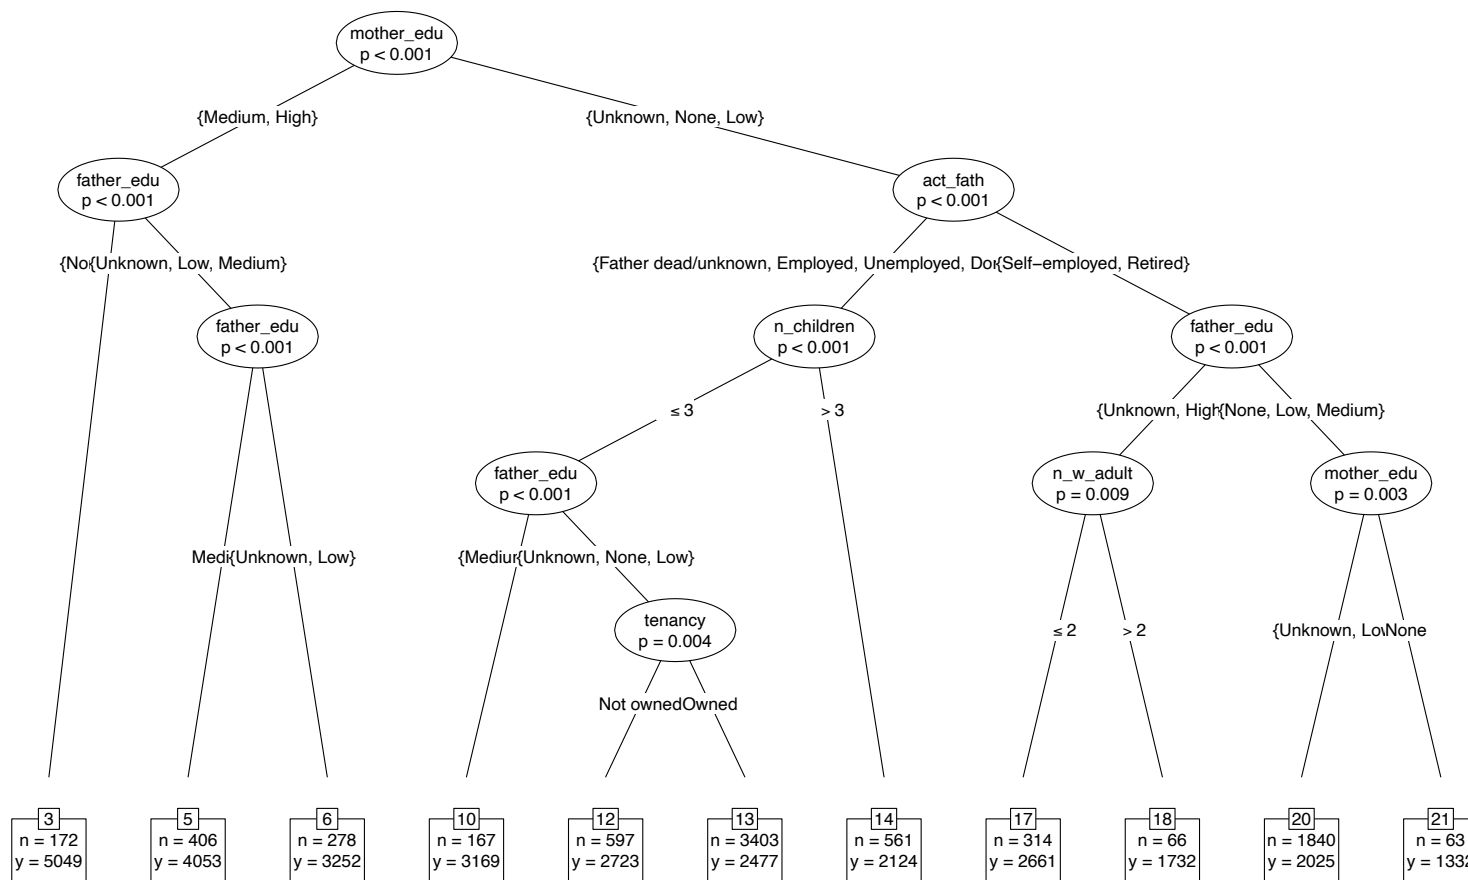 mother_edu
p < 0.001
{Medium, High}
{Unknown, None, Low}
father_edu
p < 0.001
act_fath
p < 0.001
{No
{Unknown, Low, Medium}
{Father dead/unknown, Employed, Unemployed, Do
{Self−employed, Retired}
father_edu
p < 0.001
n_children
p < 0.001
father_edu
p < 0.001
≤ 3
> 3
{Unknown, High
{None, Low, Medium}
father_edu
p < 0.001
n_w_adult
p = 0.009
mother_edu
p = 0.003
Medi
{Unknown, Low}
{Mediu
{Unknown, None, Low}
tenancy
p = 0.004
≤ 2
> 2
{Unknown, Lo
None
Not owned
Owned
3
n = 172
y = 5049
5
n = 406
y = 4053
6
n = 278
y = 3252
10
n = 167
y = 3169
12
n = 597
y = 2723
13
n = 3403
y = 2477
14
n = 561
y = 2124
17
n = 314
y = 2661
18
n = 66
y = 1732
20
n = 1840
y = 2025
21
n = 63
y = 1332